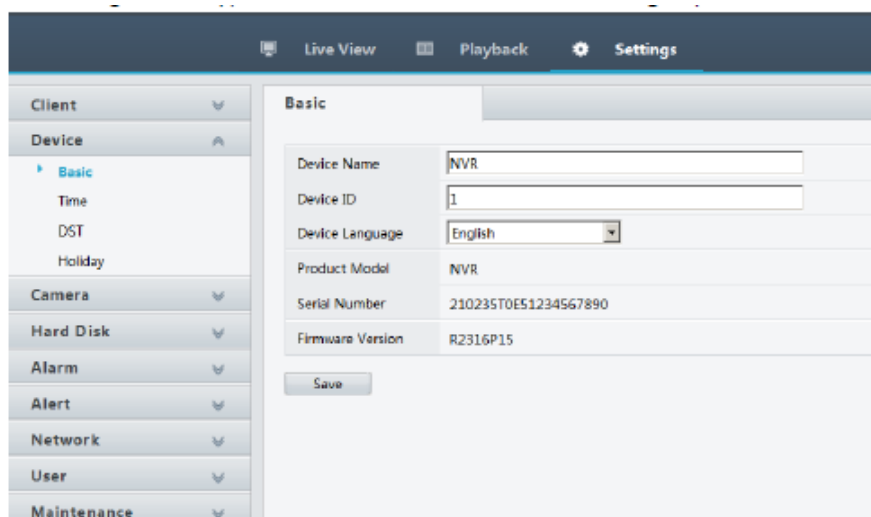 Live View Playback Settings
Client
Device
Basic
Time
DST
Holiday
Camera
Hard Disk
Alarm
Alert
Network
User
Maintenance
Basic
Device Name NVR
Device ID 1
Device Language English
Product Model NVR
Serial Number 210235T0E51234567890
Firmware Version R2316P15
Save